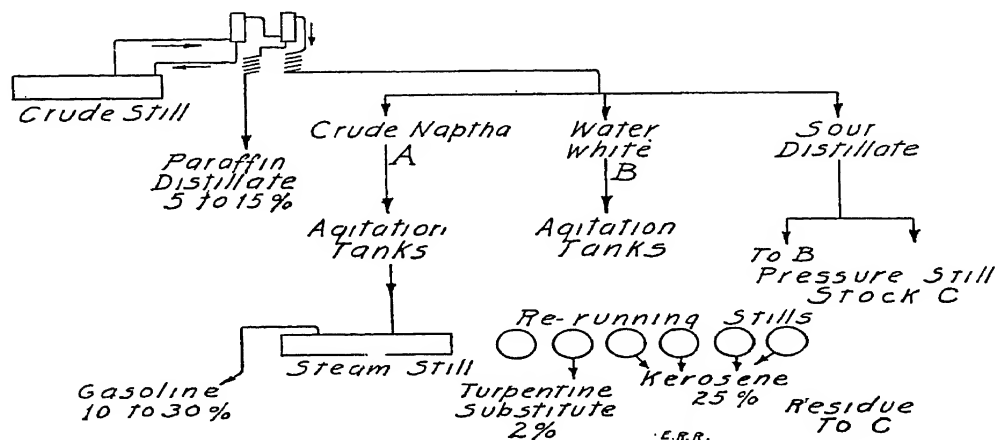 Crude Still
Paraffin
Distillate
5 to 15%
Crude Naptha
A
Agitation
Tanks
Water
White
B
Agitation
Tanks
Sour
Distillate
To B
Pressure Still
Stock C
Steam Still
Gasoline
10 to 30%
Re-running Stills
Turpentine
Substitute
2%
Kerosene
25%
Residue
To C
E.R.R.